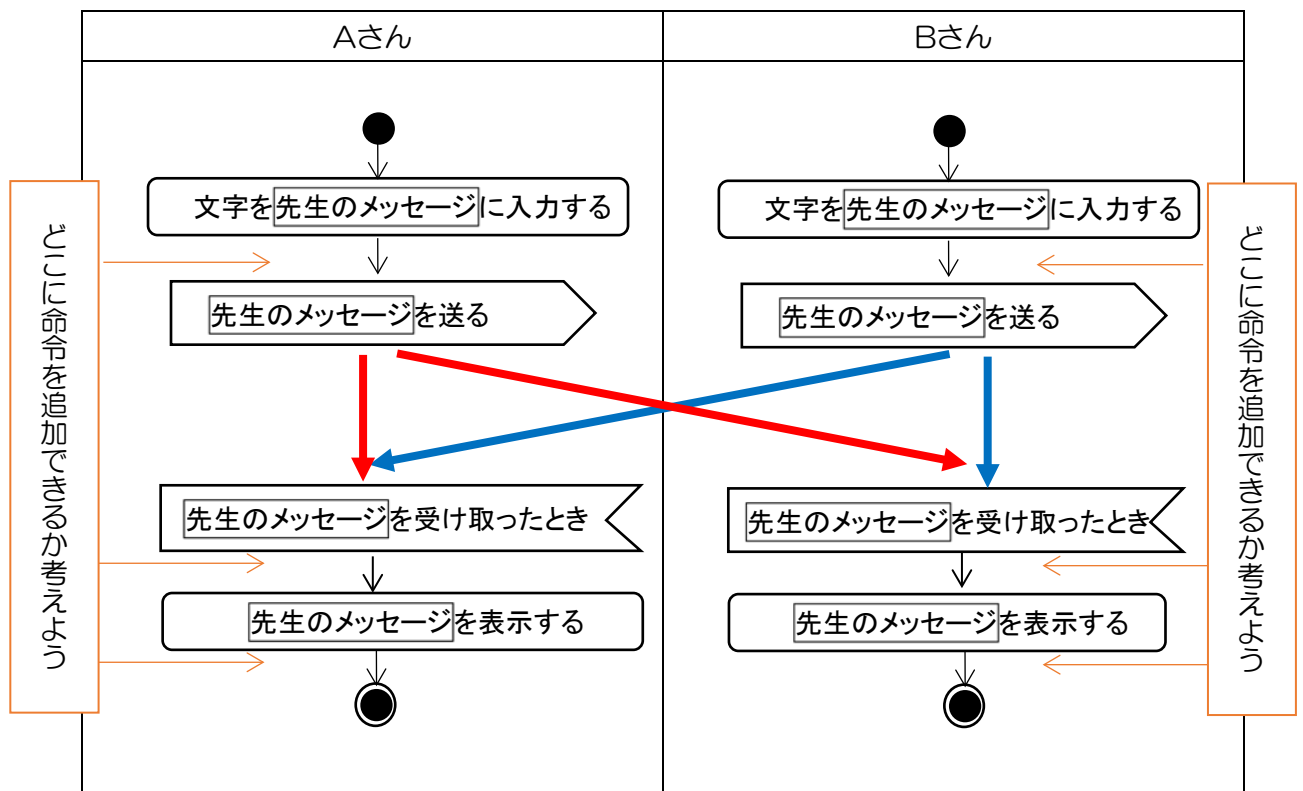 Aさん
Bさん
文字を先生のメッセージに入力する
文字を先生のメッセージに入力する
どこに命令を追加できるか考えよう
どこに命令を追加できるか考えよう
先生のメッセージを送る
先生のメッセージを送る
先生のメッセージを受け取ったとき
先生のメッセージを受け取ったとき
先生のメッセージを表示する
先生のメッセージを表示する